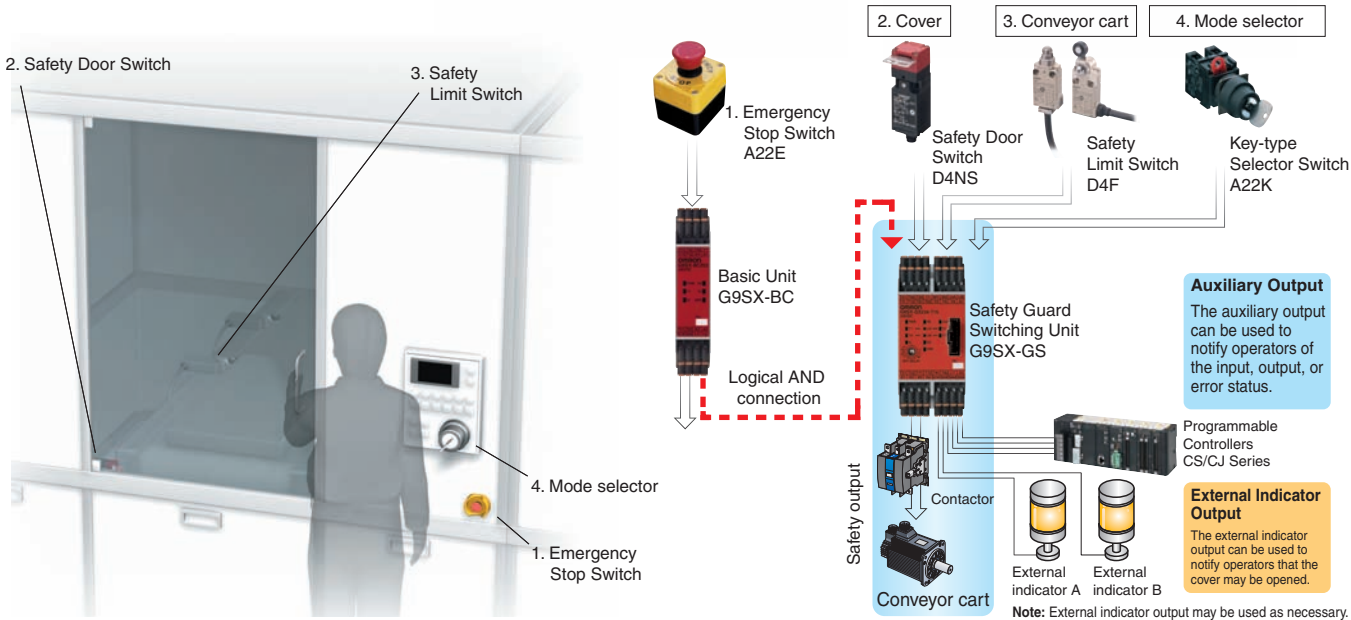 2. Safety Door Switch
3. Safety
Limit Switch
4. Mode selector
1. Emergency
Stop Switch
2. Cover
3. Conveyor cart
4. Mode selector
1. Emergency
Stop Switch
A22E
Safety Door
Switch
D4NS
Safety
Limit Switch
D4F
Key-type
Selector Switch
A22K
Basic Unit
G9SX-BC
Logical AND
connection
Safety Guard
Switching Unit
G9SX-GS
Auxiliary Output
The auxiliary output
can be used to
notify operators of
the input, output, or
error status.
Programmable
Controllers
CS/CJ Series
Safety output
Contactor
Conveyor cart
External
indicator A
External
indicator B
External Indicator
Output
The external indicator
output can be used to
notify operators that the
cover may be opened.
Note: External indicator output may be used as necessary.